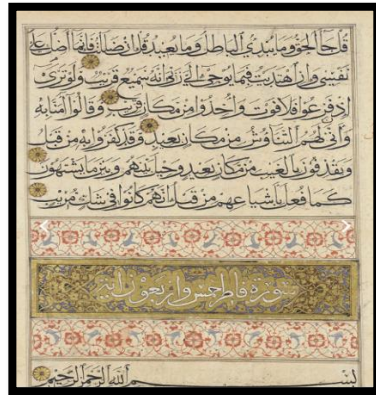 قل جاء الحق وما يبدئ الباطل وما يعيد قل إن ضللت فإنما أضل على
نفسي وإن اهتديت فبما يوحي إلي ربي إنه سميع قريب ولو ترى
إذ فزعوا فلا فوت وأخذوا من مكان قريب وقالوا آمنا به
وأنى لهم التناوش من مكان بعيد وقد كفروا به من قبل
ويقذفون بالغيب من مكان بعيد وحيل بينهم وبين ما يشتهون
كما فعل بأشياعهم من قبل إنهم كانوا في شك مريب
سورة فاطر خمس واربعون اية
بسم الله الرحمن الرحيم